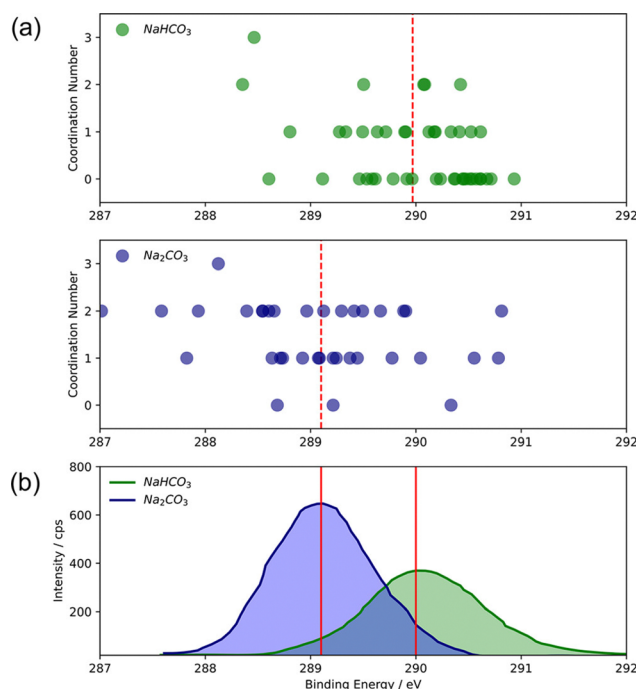 (a)
NaHCO₃
Coordination Number
3
2
1
0
287 288 289 290 291 292
Na₂CO₃
Coordination Number
3
2
1
0
287 288 289 290 291 292
(b)
800
NaHCO₃
Na₂CO₃
Intensity / cps
600
400
200
287 288 289 290 291 292
Binding Energy / eV